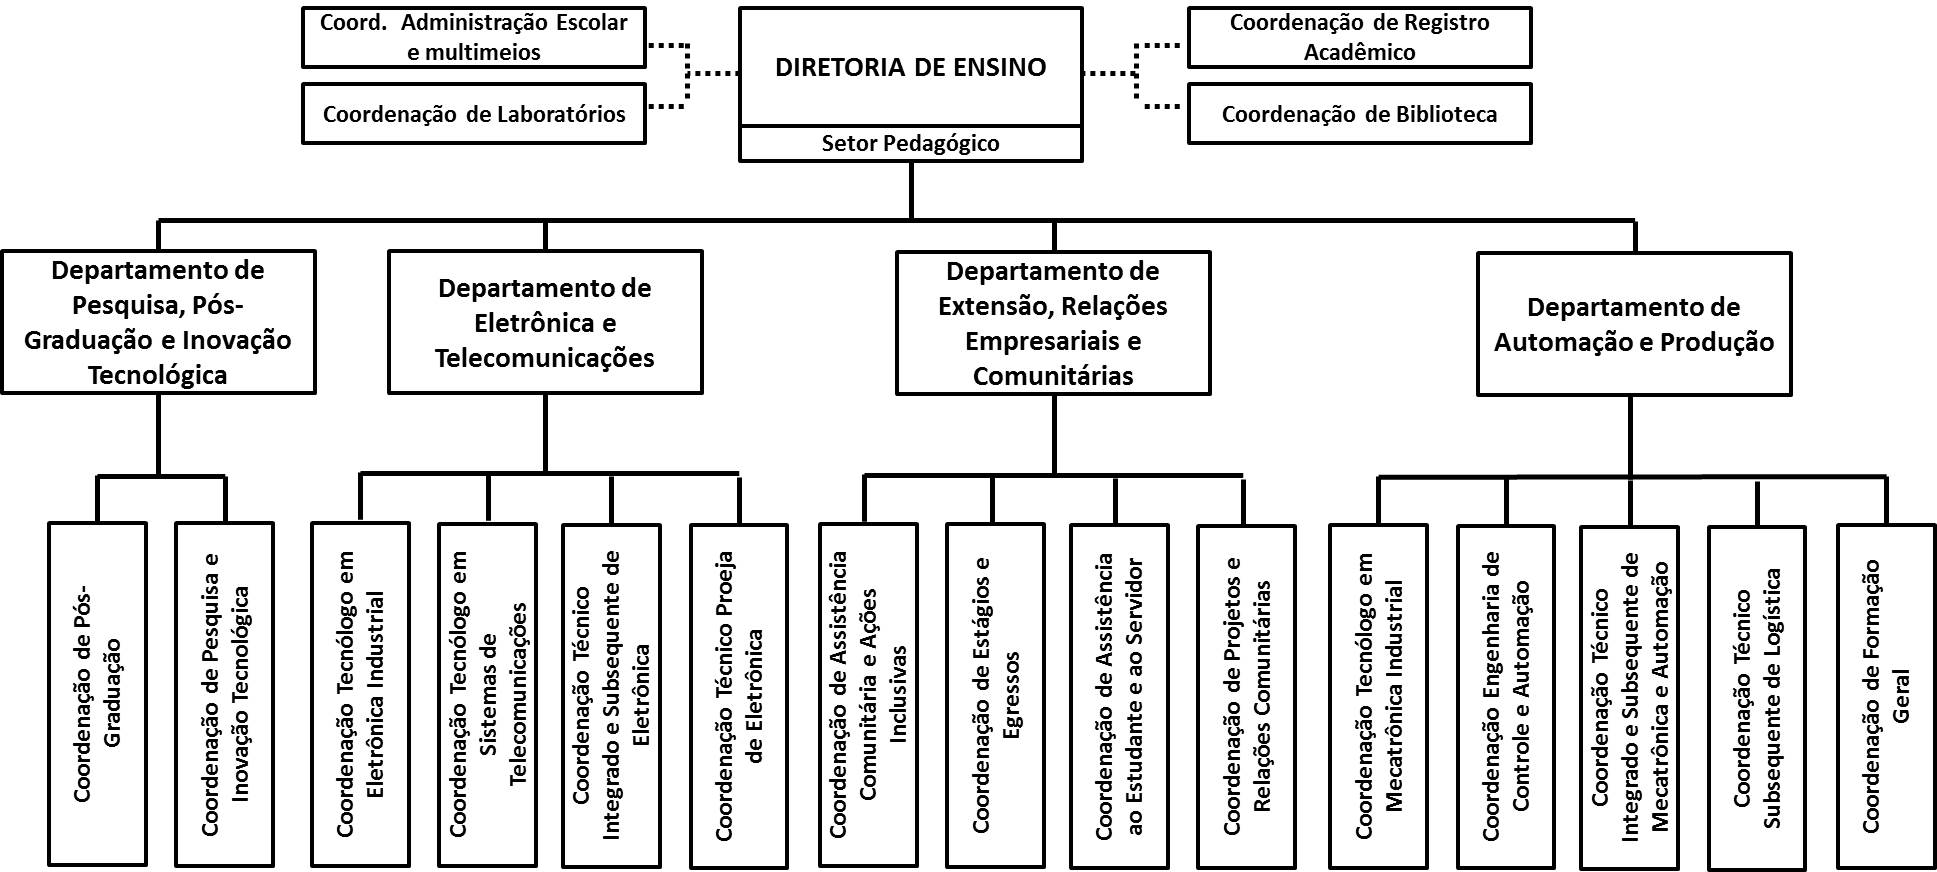 Coord. Administração Escolar
e multimeios
Coordenação de Laboratórios
DIRETORIA DE ENSINO
Setor Pedagógico
Coordenação de Registro
Acadêmico
Coordenação de Biblioteca
Departamento de
Pesquisa, Pós-
Graduação e Inovação
Tecnológica
Departamento de
Eletrônica e
Telecomunicações
Departamento de
Extensão, Relações
Empresariais e
Comunitárias
Departamento de
Automação e Produção
Coordenação de Pós-
Graduação
Coordenação de Pesquisa e
Inovação Tecnológica
Coordenação Tecnólogo em
Eletrônica Industrial
Coordenação Tecnólogo em
Sistemas de
Telecomunicações
Coordenação Técnico
Integrado e Subsequente de
Eletrônica
Coordenação Técnico Proeja
de Eletrônica
Coordenação de Assistência
Comunitária e Ações
Inclusivas
Coordenação de Estágios e
Egressos
Coordenação de Assistência
ao Estudante e ao Servidor
Coordenação de Projetos e
Relações Comunitárias
Coordenação Tecnólogo em
Mecatrônica Industrial
Coordenação Engenharia de
Controle e Automação
Coordenação Técnico
Integrado e Subsequente de
Mecatrônica e Automação
Coordenação Técnico
Subsequente de Logística
Coordenação de Formação
Geral